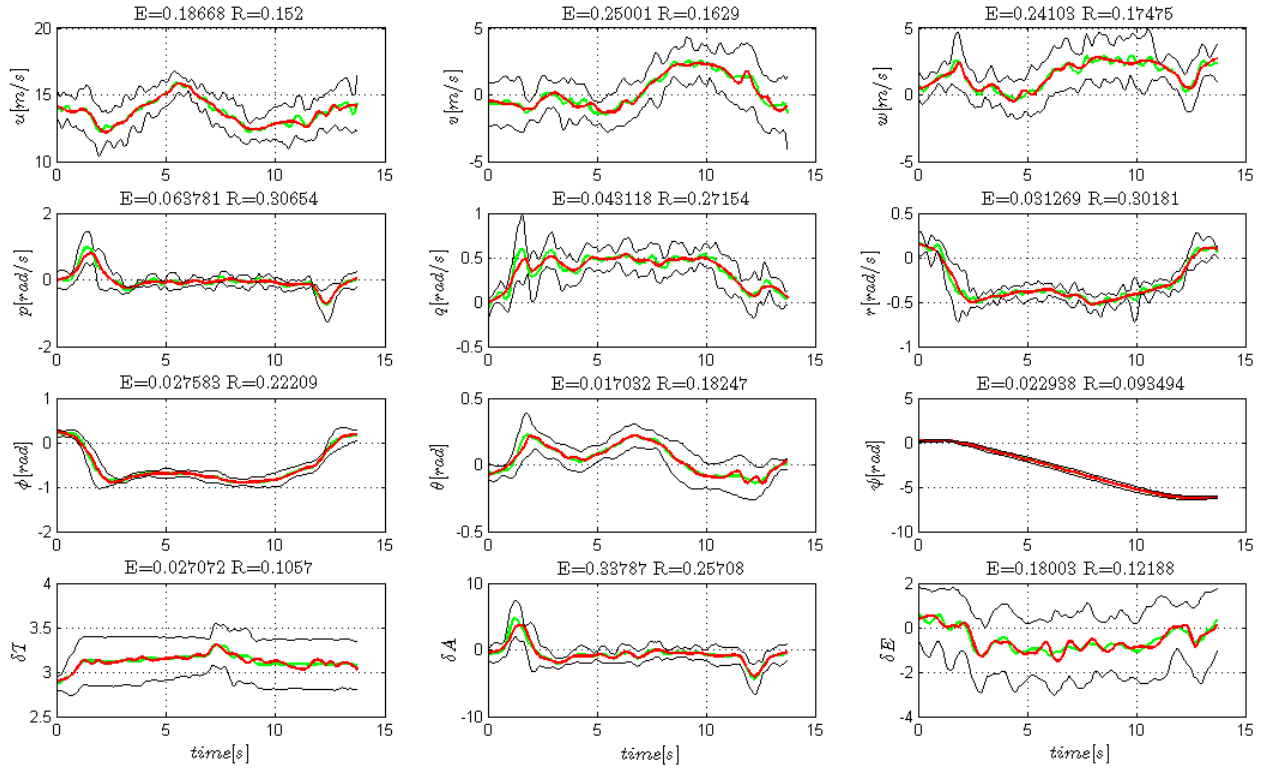 E=0.18668 R=0.152
20
15
10
u[m/s]
0 5 10 15
E=0.25001 R=0.1629
5
0
-5
v[m/s]
0 5 10 15
E=0.24103 R=0.17475
5
0
-5
w[m/s]
0 5 10 15
E=0.063781 R=0.30654
2
0
-2
p[rad/s]
0 5 10 15
E=0.043118 R=0.27154
1
0.5
0
-0.5
q[rad/s]
0 5 10 15
E=0.031269 R=0.30181
0.5
0
-0.5
-1
r[rad/s]
0 5 10 15
E=0.027583 R=0.22209
1
0
-1
-2
ϕ[rad]
0 5 10 15
E=0.017032 R=0.18247
0.5
0
-0.5
θ[rad]
0 5 10 15
E=0.022938 R=0.093494
5
0
-5
-10
ψ[rad]
0 5 10 15
E=0.027072 R=0.1057
4
3.5
3
2.5
δT
0 5 10 15
time[s]
E=0.33787 R=0.25708
10
0
-10
δA
0 5 10 15
time[s]
E=0.18003 R=0.12188
2
0
-2
-4
δE
0 5 10 15
time[s]